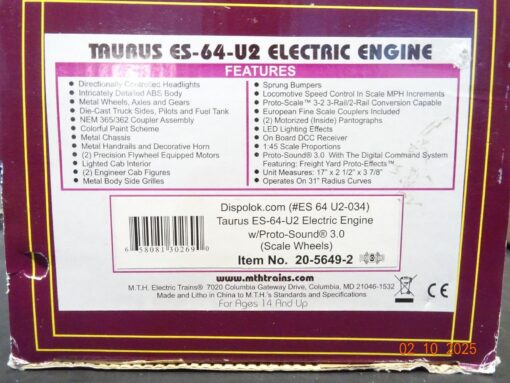 TAURUS ES-64-U2 ELECTRIC ENGINE
FEATURES
Directionally Controlled Headlights
Intricately Detailed ABS Body
Metal Wheels, Axles and Gears
Die-Cast Truck Sides, Pilots and Fuel Tank
NEM 365/362 Coupler Assembly
Colorful Paint Scheme
Metal Chassis
Metal Handrails and Decorative Horn
(2) Precision Flywheel Equipped Motors
Lighted Cab Interior
(2) Engineer Cab Figures
Metal Body Side Grilles
Sprung Bumpers
Locomotive Speed Control In Scale MPH Increments
Proto-Scale™ 3-2 3-Rail/2-Rail Conversion Capable
European Fine Scale Couplers Included
(2) Motorized (Inside) Pantographs
LED Lighting Effects
On Board DCC Receiver
1:45 Scale Proportions
Proto-Sound® 3.0 With The Digital Command System
Featuring: Freight Yard Proto-Effects™
Unit Measures: 17" x 2 1/2" x 3 7/8"
Operates On 31" Radius Curves
Dispolok.com (#ES 64 U2-034)
Taurus ES-64-U2 Electric Engine
w/Proto-Sound® 3.0
(Scale Wheels)
Item No. 20-5649-2
6 58081 30269 0
www.mthtrains.com
M.T.H. Electric Trains® 7020 Columbia Gateway Drive, Columbia, MD 21046-1532
Made and Litho in China to M.T.H.'s Standards and Specifications
For Ages 14 And Up
CE
02 10 2025